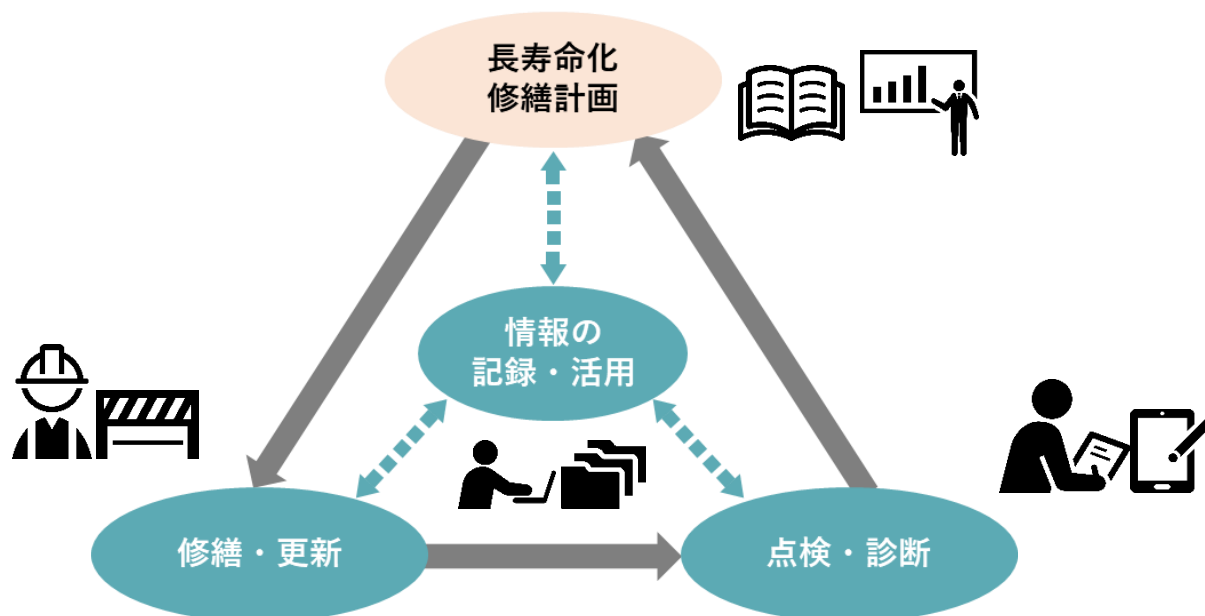 長寿命化
修繕計画
情報の
記録・活用
修繕・更新
点検・診断